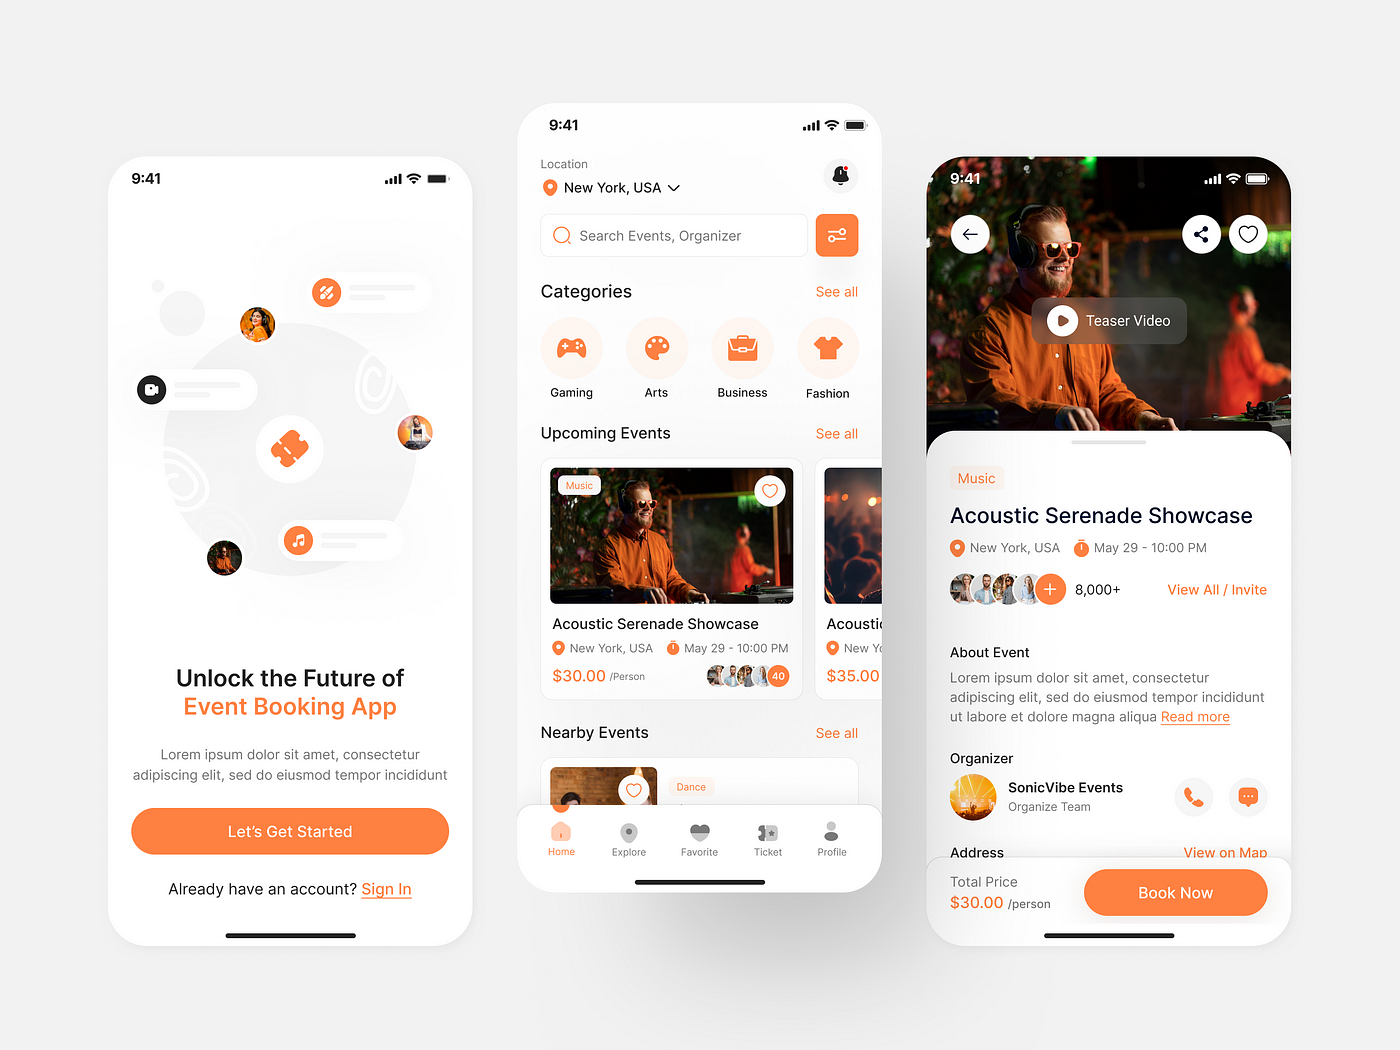 9:41
Unlock the Future of
Event Booking App
Lorem ipsum dolor sit amet, consectetur
adipiscing elit, sed do eiusmod tempor incididunt
Let's Get Started
Already have an account? Sign In
9:41
Location
New York, USA
Search Events, Organizer
Categories
See all
Gaming
Arts
Business
Fashion
Upcoming Events
See all
Music
Acoustic Serenade Showcase
New York, USA
May 29 - 10:00 PM
$30.00 /Person
40
Acousti
New Y
$35.00
Nearby Events
See all
Dance
Home
Explore
Favorite
Ticket
Profile
9:41
Teaser Video
Music
Acoustic Serenade Showcase
New York, USA
May 29 - 10:00 PM
8,000+
View All / Invite
About Event
Lorem ipsum dolor sit amet, consectetur
adipiscing elit, sed do eiusmod tempor incididunt
ut labore et dolore magna aliqua Read more
Organizer
SonicVibe Events
Organize Team
Address
View on Map
Total Price
$30.00 /person
Book Now